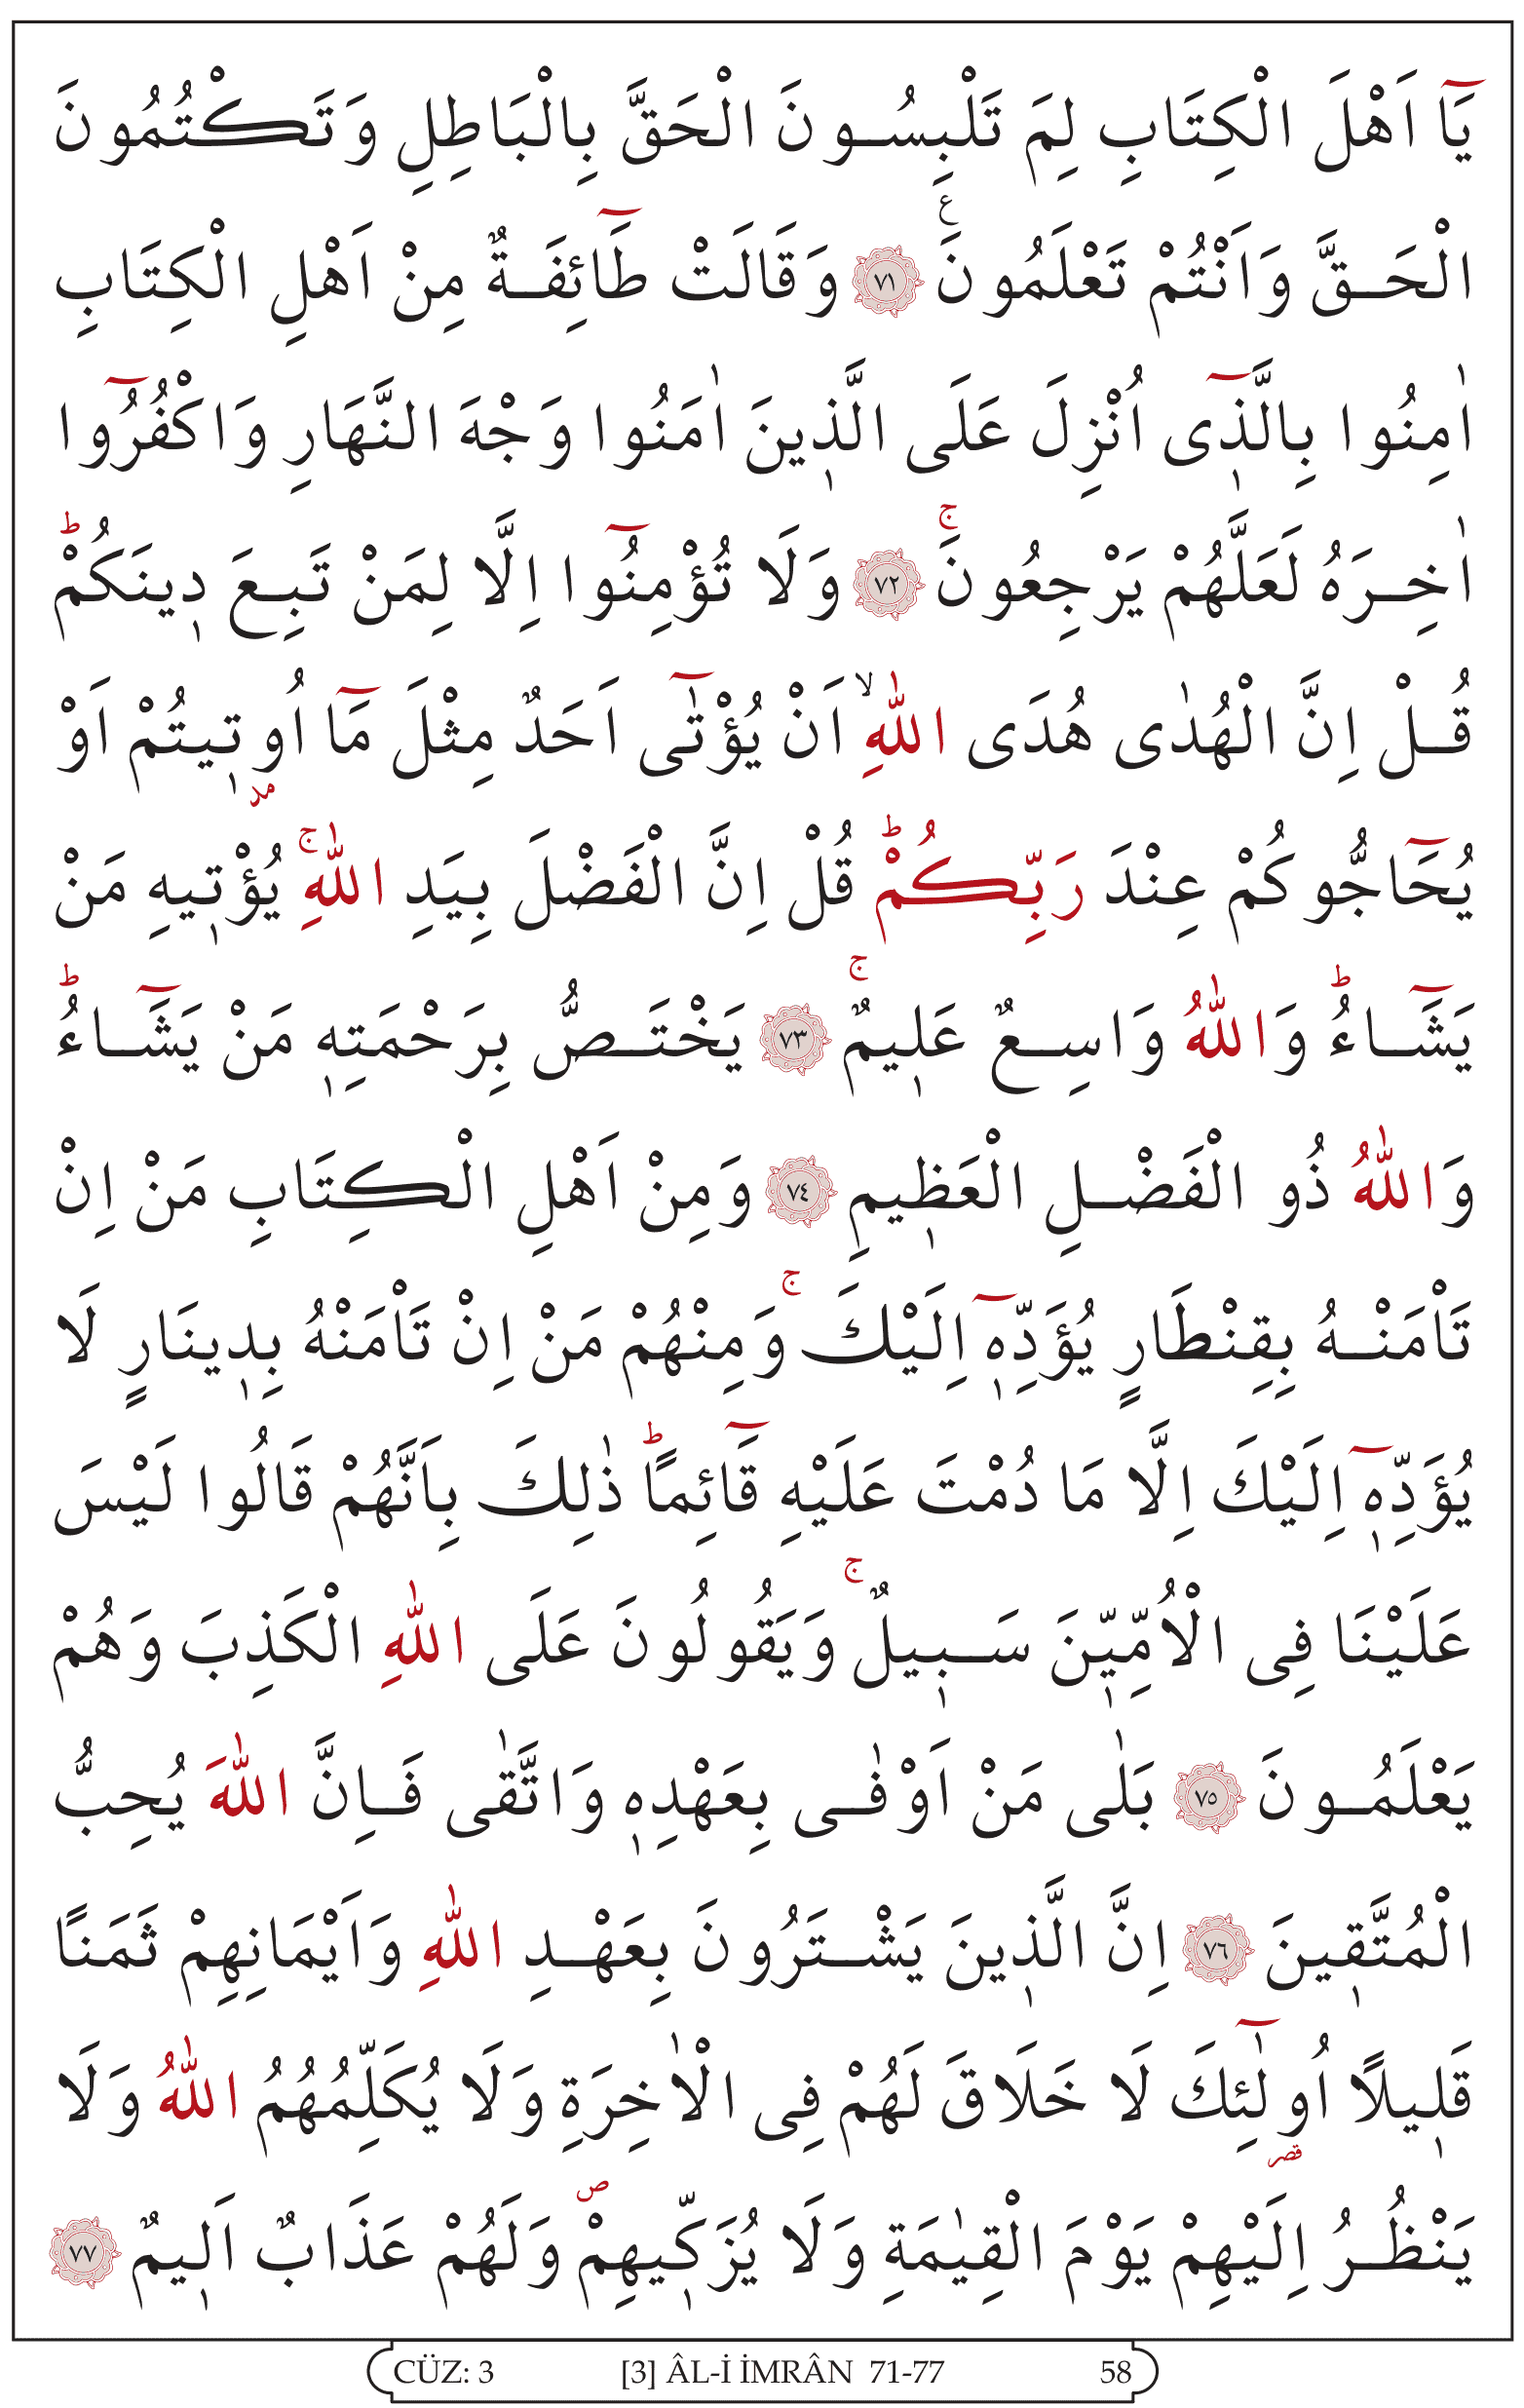 يَٓا اَهْلَ الْكِتَابِ لِمَ تَلْبِسُونَ الْحَقَّ بِالْبَاطِلِ وَتَكْتُمُونَ
الْحَقَّ وَاَنْتُمْ تَعْلَمُونَ۟ ﴿٧١﴾ وَقَالَتْ طَٓائِفَةٌ مِنْ اَهْلِ الْكِتَابِ
اٰمِنُوا بِالَّذٖٓى اُنْزِلَ عَلَى الَّذٖينَ اٰمَنُوا وَجْهَ النَّهَارِ وَاكْفُرُٓوا
اٰخِرَهُ لَعَلَّهُمْ يَرْجِعُونَۚ ﴿٧٢﴾ وَلَا تُؤْمِنُٓوا اِلَّا لِمَنْ تَبِعَ دٖينَكُمْؕ
قُلْ اِنَّ الْهُدٰى هُدَى اللّٰهِۙ اَنْ يُؤْتٰٓى اَحَدٌ مِثْلَ مَٓا اُوتٖيتُمْ اَوْ
يُحَٓاجُّوكُمْ عِنْدَ رَبِّكُمْؕ قُلْ اِنَّ الْفَضْلَ بِيَدِ اللّٰهِۚ يُؤْتٖيهِ مَنْ
يَشَٓاءُؕ وَاللّٰهُ وَاسِعٌ عَلٖيمٌۚ ﴿٧٣﴾ يَخْتَصُّ بِرَحْمَتِهٖ مَنْ يَشَٓاءُؕ
وَاللّٰهُ ذُو الْفَضْلِ الْعَظٖيمِ ﴿٧٤﴾ وَمِنْ اَهْلِ الْكِتَابِ مَنْ اِنْ
تَاْمَنْهُ بِقِنْطَارٍ يُؤَدِّهٖٓ اِلَيْكَۚ وَمِنْهُمْ مَنْ اِنْ تَاْمَنْهُ بِدٖينَارٍ لَا
يُؤَدِّهٖٓ اِلَيْكَ اِلَّا مَا دُمْتَ عَلَيْهِ قَٓائِمًاؕ ذٰلِكَ بِاَنَّهُمْ قَالُوا لَيْسَ
عَلَيْنَا فِى الْاُمِّيّٖنَ سَبٖيلٌۚ وَيَقُولُونَ عَلَى اللّٰهِ الْكَذِبَ وَهُمْ
يَعْلَمُونَ ﴿٧٥﴾ بَلٰى مَنْ اَوْفٰى بِعَهْدِهٖ وَاتَّقٰى فَاِنَّ اللّٰهَ يُحِبُّ
الْمُتَّقٖينَ ﴿٧٦﴾ اِنَّ الَّذٖينَ يَشْتَرُونَ بِعَهْدِ اللّٰهِ وَاَيْمَانِهِمْ ثَمَنًا
قَلٖيلًا اُولٰٓئِكَ لَا خَلَاقَ لَهُمْ فِى الْاٰخِرَةِ وَلَا يُكَلِّمُهُمُ اللّٰهُ وَلَا
يَنْظُرُ اِلَيْهِمْ يَوْمَ الْقِيٰمَةِ وَلَا يُزَكّٖيهِمْࣕ وَلَهُمْ عَذَابٌ اَلٖيمٌ ﴿٧٧﴾
CÜZ: 3 [3] ÂL-İ İMRÂN 71-77 58